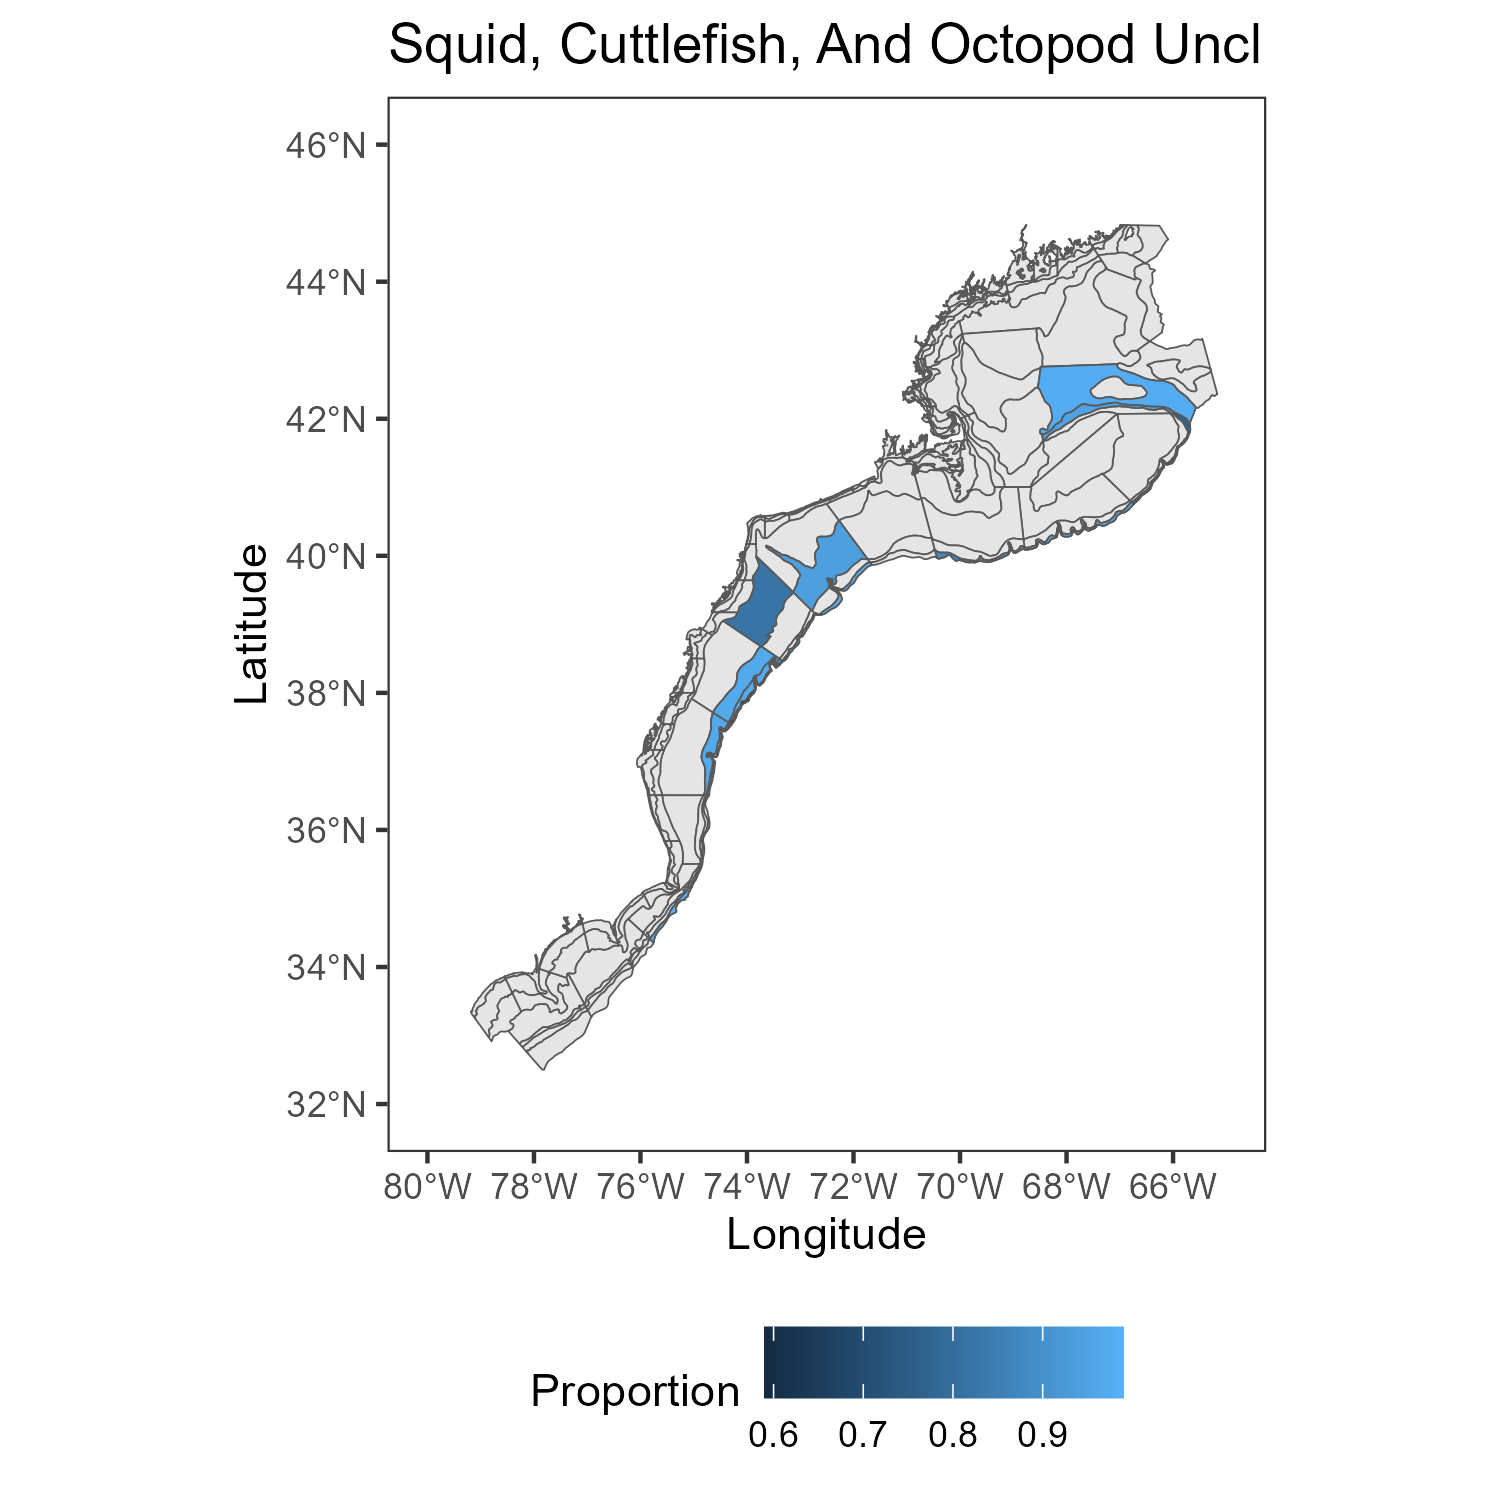 Squid, Cuttlefish, And Octopod Uncl
46°N
44°N
42°N
40°N
38°N
36°N
34°N
32°N
Latitude
80°W 78°W 76°W 74°W 72°W 70°W 68°W 66°W
Longitude
Proportion
0.6 0.7 0.8 0.9